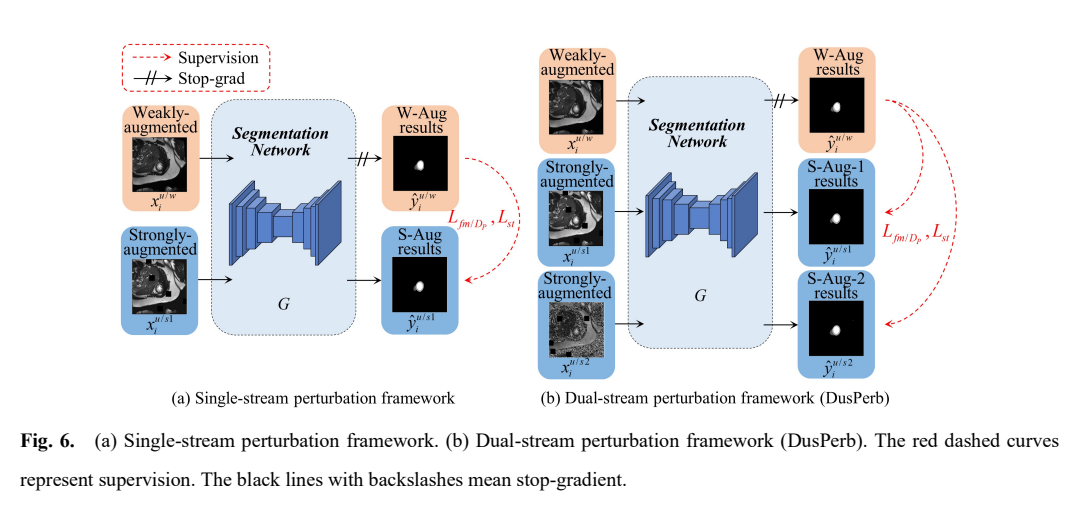 Supervision
Stop-grad
Weakly-
augmented
x_i^{u/w}
Strongly-
augmented
x_i^{u/s1}
Segmentation
Network
G
W-Aug
results
ŷ_i^{u/w}
L_{fm/D_P}, L_{st}
S-Aug
results
ŷ_i^{u/s1}
(a) Single-stream perturbation framework
Weakly-
augmented
x_i^{u/w}
Strongly-
augmented
x_i^{u/s1}
Strongly-
augmented
x_i^{u/s2}
Segmentation
Network
G
W-Aug
results
ŷ_i^{u/w}
S-Aug-1
results
ŷ_i^{u/s1}
L_{fm/D_P}, L_{st}
S-Aug-2
results
ŷ_i^{u/s2}
(b) Dual-stream perturbation framework (DusPerb)
Fig. 6. (a) Single-stream perturbation framework. (b) Dual-stream perturbation framework (DusPerb). The red dashed curves
represent supervision. The black lines with backslashes mean stop-gradient.